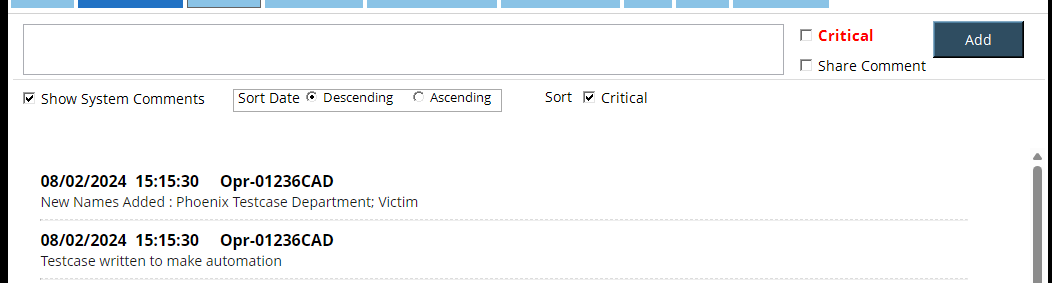 Critical
Add
Share Comment
Show System Comments Sort Date Descending Ascending Sort Critical
08/02/2024 15:15:30 Opr-01236CAD
New Names Added : Phoenix Testcase Department; Victim
08/02/2024 15:15:30 Opr-01236CAD
Testcase written to make automation